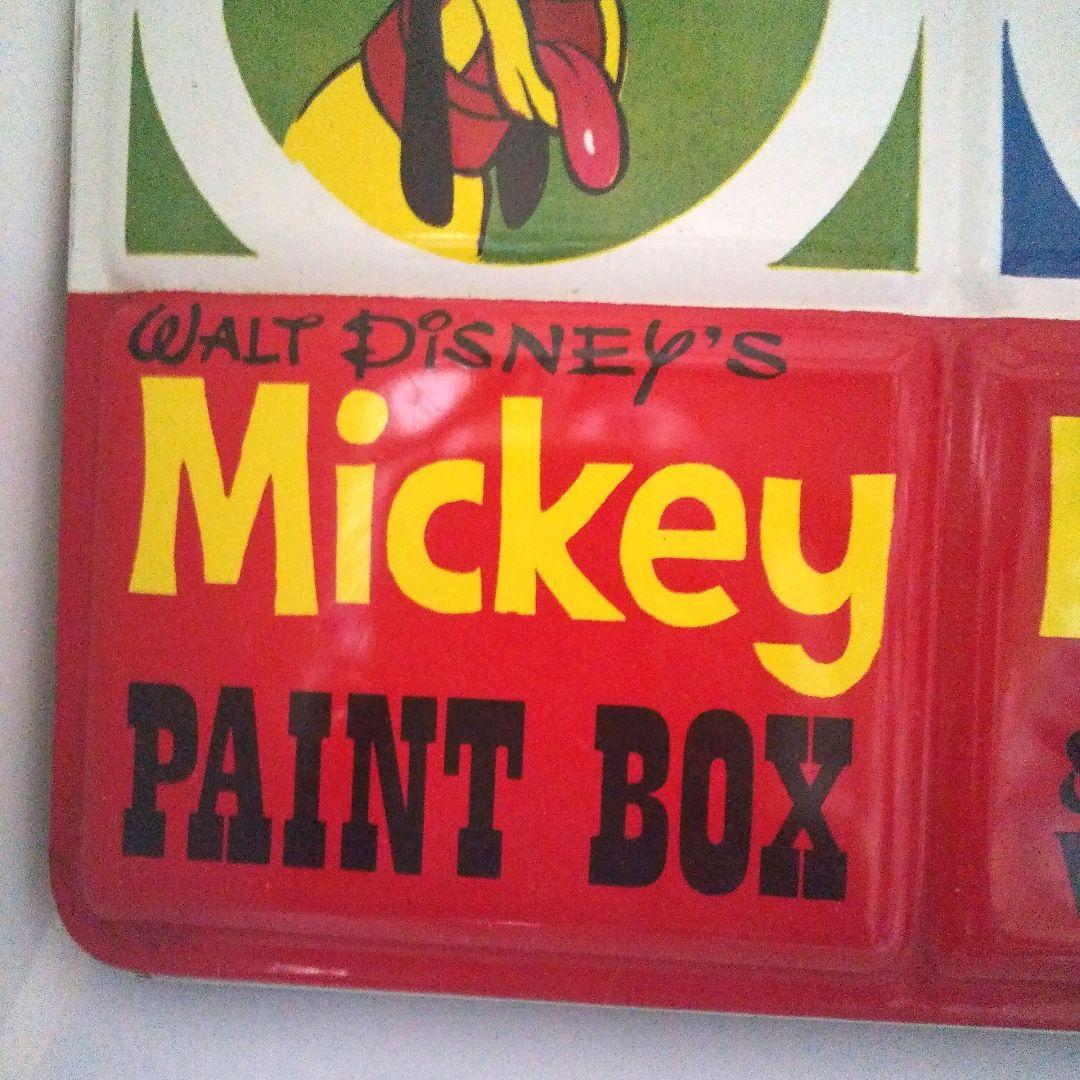 WALT DiSNEY'S
Mickey
PAINT BOX
&